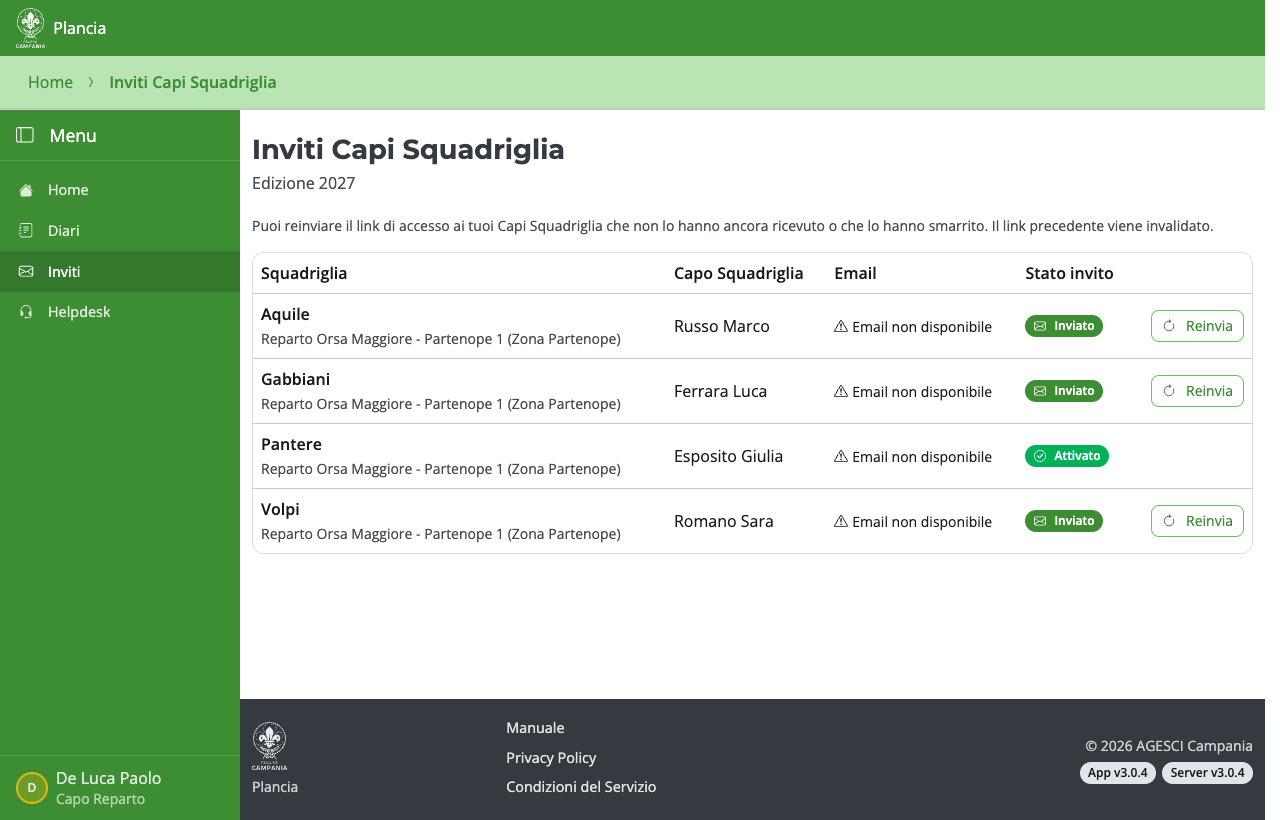 CAMPANIA
Plancia
Home
Inviti Capi Squadriglia
Menu
Home
Diari
Inviti
Helpdesk
Inviti Capi Squadriglia
Edizione 2027
Puoi reinviare il link di accesso ai tuoi Capi Squadriglia che non lo hanno ancora ricevuto o che lo hanno smarrito. Il link precedente viene invalidato.
Squadriglia Capo Squadriglia Email Stato invito
Aquile
Reparto Orsa Maggiore - Partenope 1 (Zona Partenope)
Russo Marco Email non disponibile Inviato Reinvia
Gabbiani
Reparto Orsa Maggiore - Partenope 1 (Zona Partenope)
Ferrara Luca Email non disponibile Inviato Reinvia
Pantere
Reparto Orsa Maggiore - Partenope 1 (Zona Partenope)
Esposito Giulia Email non disponibile Attivato
Volpi
Reparto Orsa Maggiore - Partenope 1 (Zona Partenope)
Romano Sara Email non disponibile Inviato Reinvia
D
De Luca Paolo
Capo Reparto
CAMPANIA
Plancia
Manuale
Privacy Policy
Condizioni del Servizio
© 2026 AGESCI Campania
App v3.0.4 Server v3.0.4